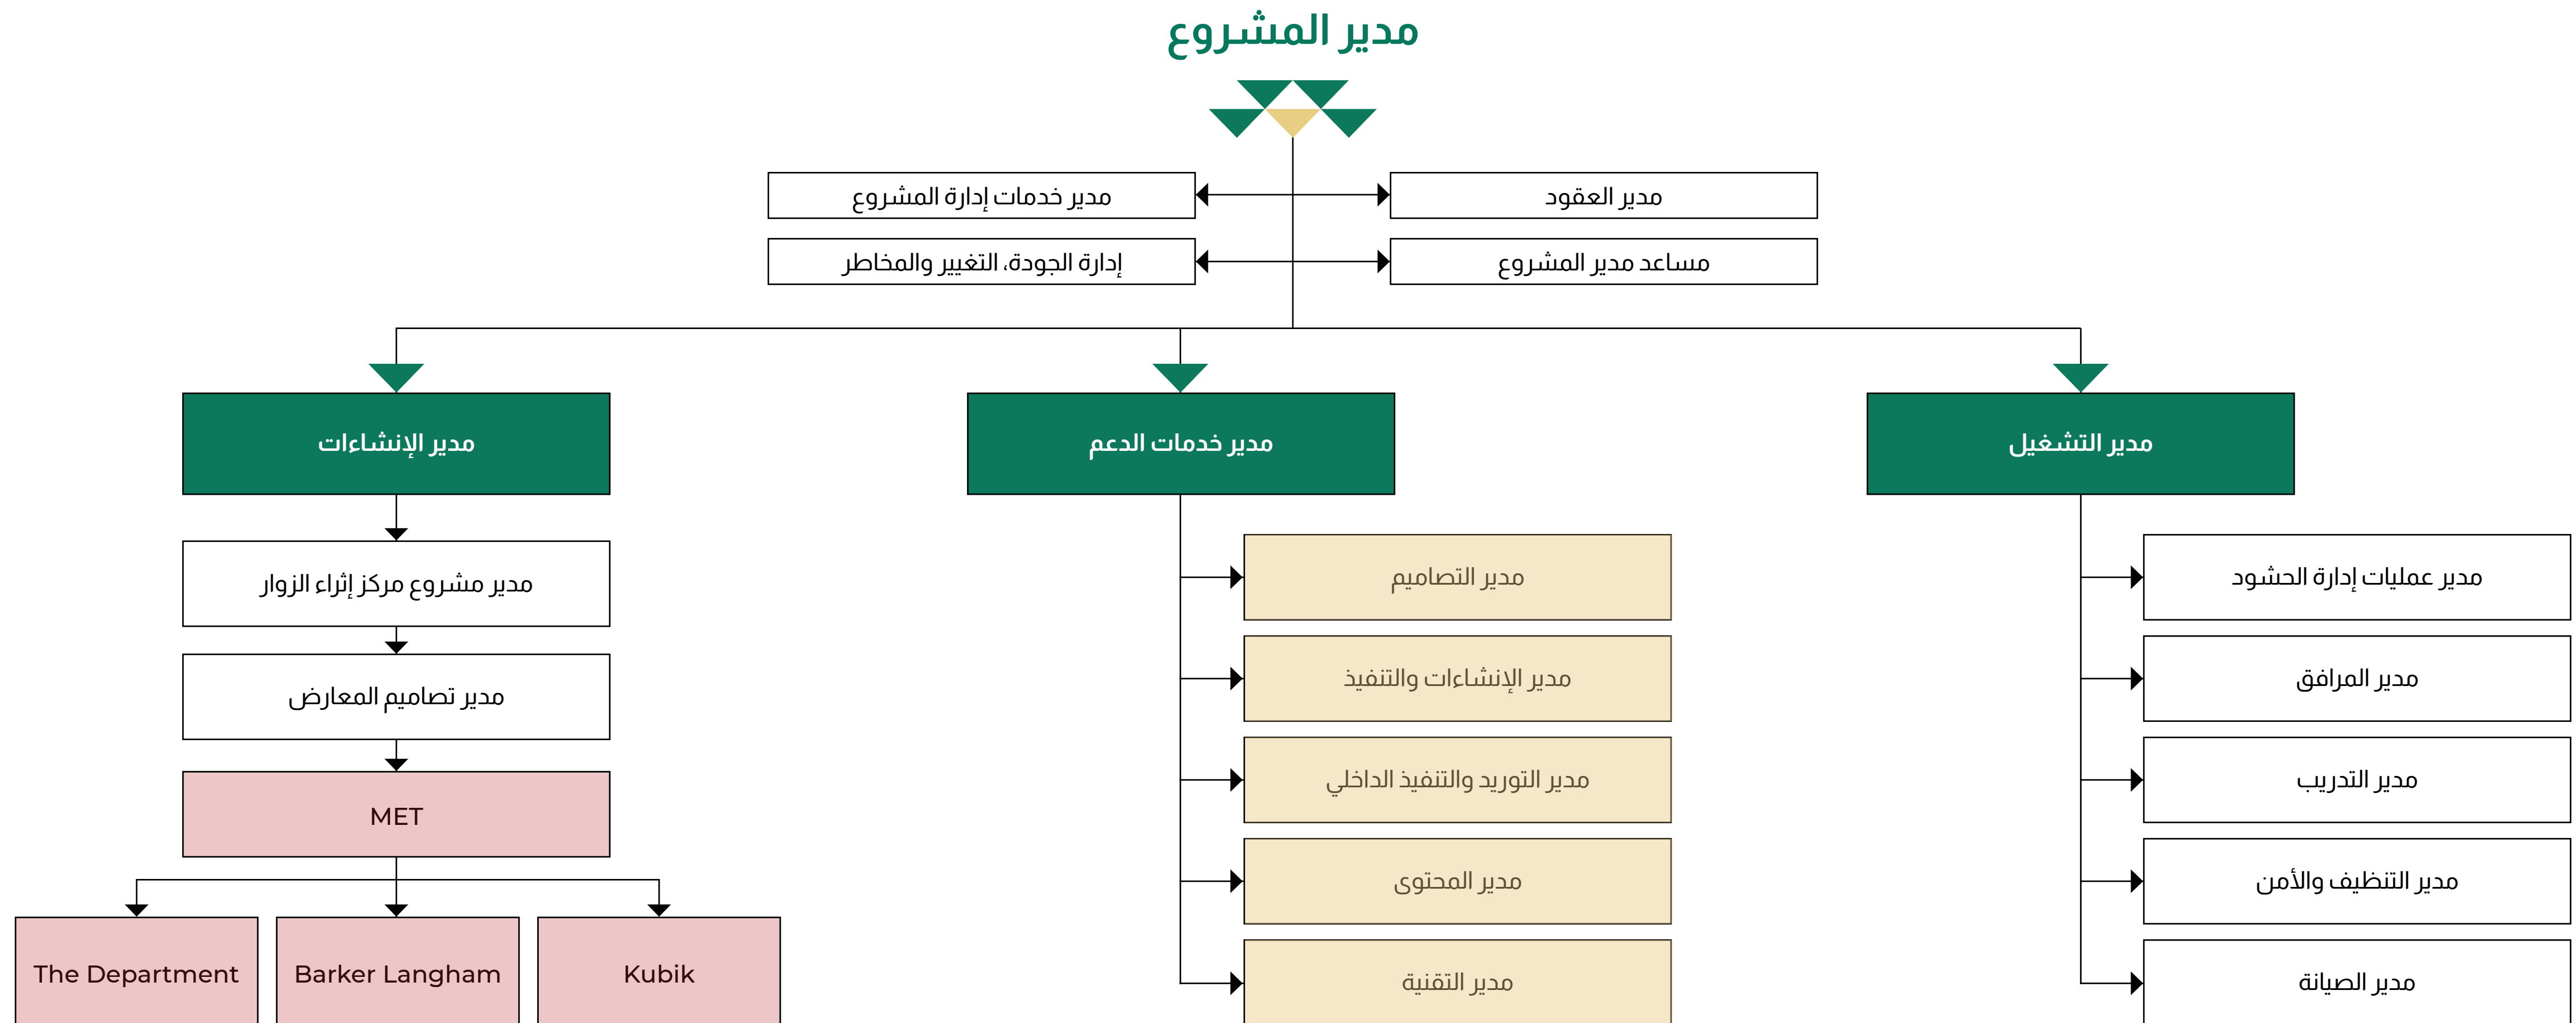 مدير المشروع
مدير العقود
مدير خدمات إدارة المشروع
مساعد مدير المشروع
إدارة الجودة، التغيير والمخاطر
مدير التشغيل
مدير خدمات الدعم
مدير الإنشاءات
مدير عمليات إدارة الحشود
مدير المرافق
مدير التدريب
مدير التنظيف والأمن
مدير الصيانة
مدير التصاميم
مدير الإنشاءات والتنفيذ
مدير التوريد والتنفيذ الداخلي
مدير المحتوى
مدير التقنية
مدير مشروع مركز إثراء الزوار
مدير تصاميم المعارض
MET
The Department
Barker Langham
Kubik